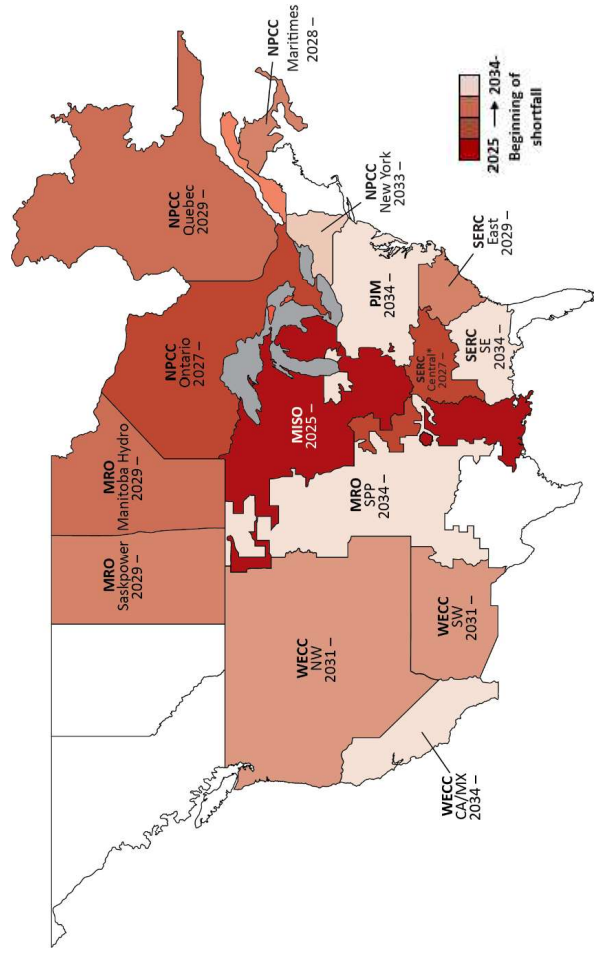 MRO
Saskpower
2029 –
MRO
Manitoba Hydro
2029 –
NPCC
Ontario
2027 –
NPCC
Quebec
2029 –
NPCC
Maritimes
2028 –
NPCC
New York
2033 –
WECC
NW
2031 –
MISO
2025 –
MRO
SPP
2034 –
PJM
2034 –
SERC
Central*
2027 –
SERC
East
2029 –
SERC
SE
2034 –
WECC
SW
2031 –
WECC
CA/MX
2034 –
2025 → 2034-
Beginning of
shortfall